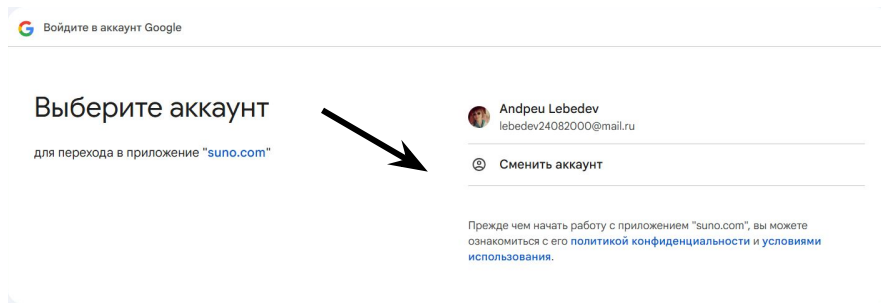 Войдите в аккаунт Google
Выберите аккаунт
для перехода в приложение "suno.com"
Andpeu Lebedev
lebedev24082000@mail.ru
Сменить аккаунт
Прежде чем начать работу с приложением "suno.com", вы можете
ознакомиться с его политикой конфиденциальности и условиями
использования.